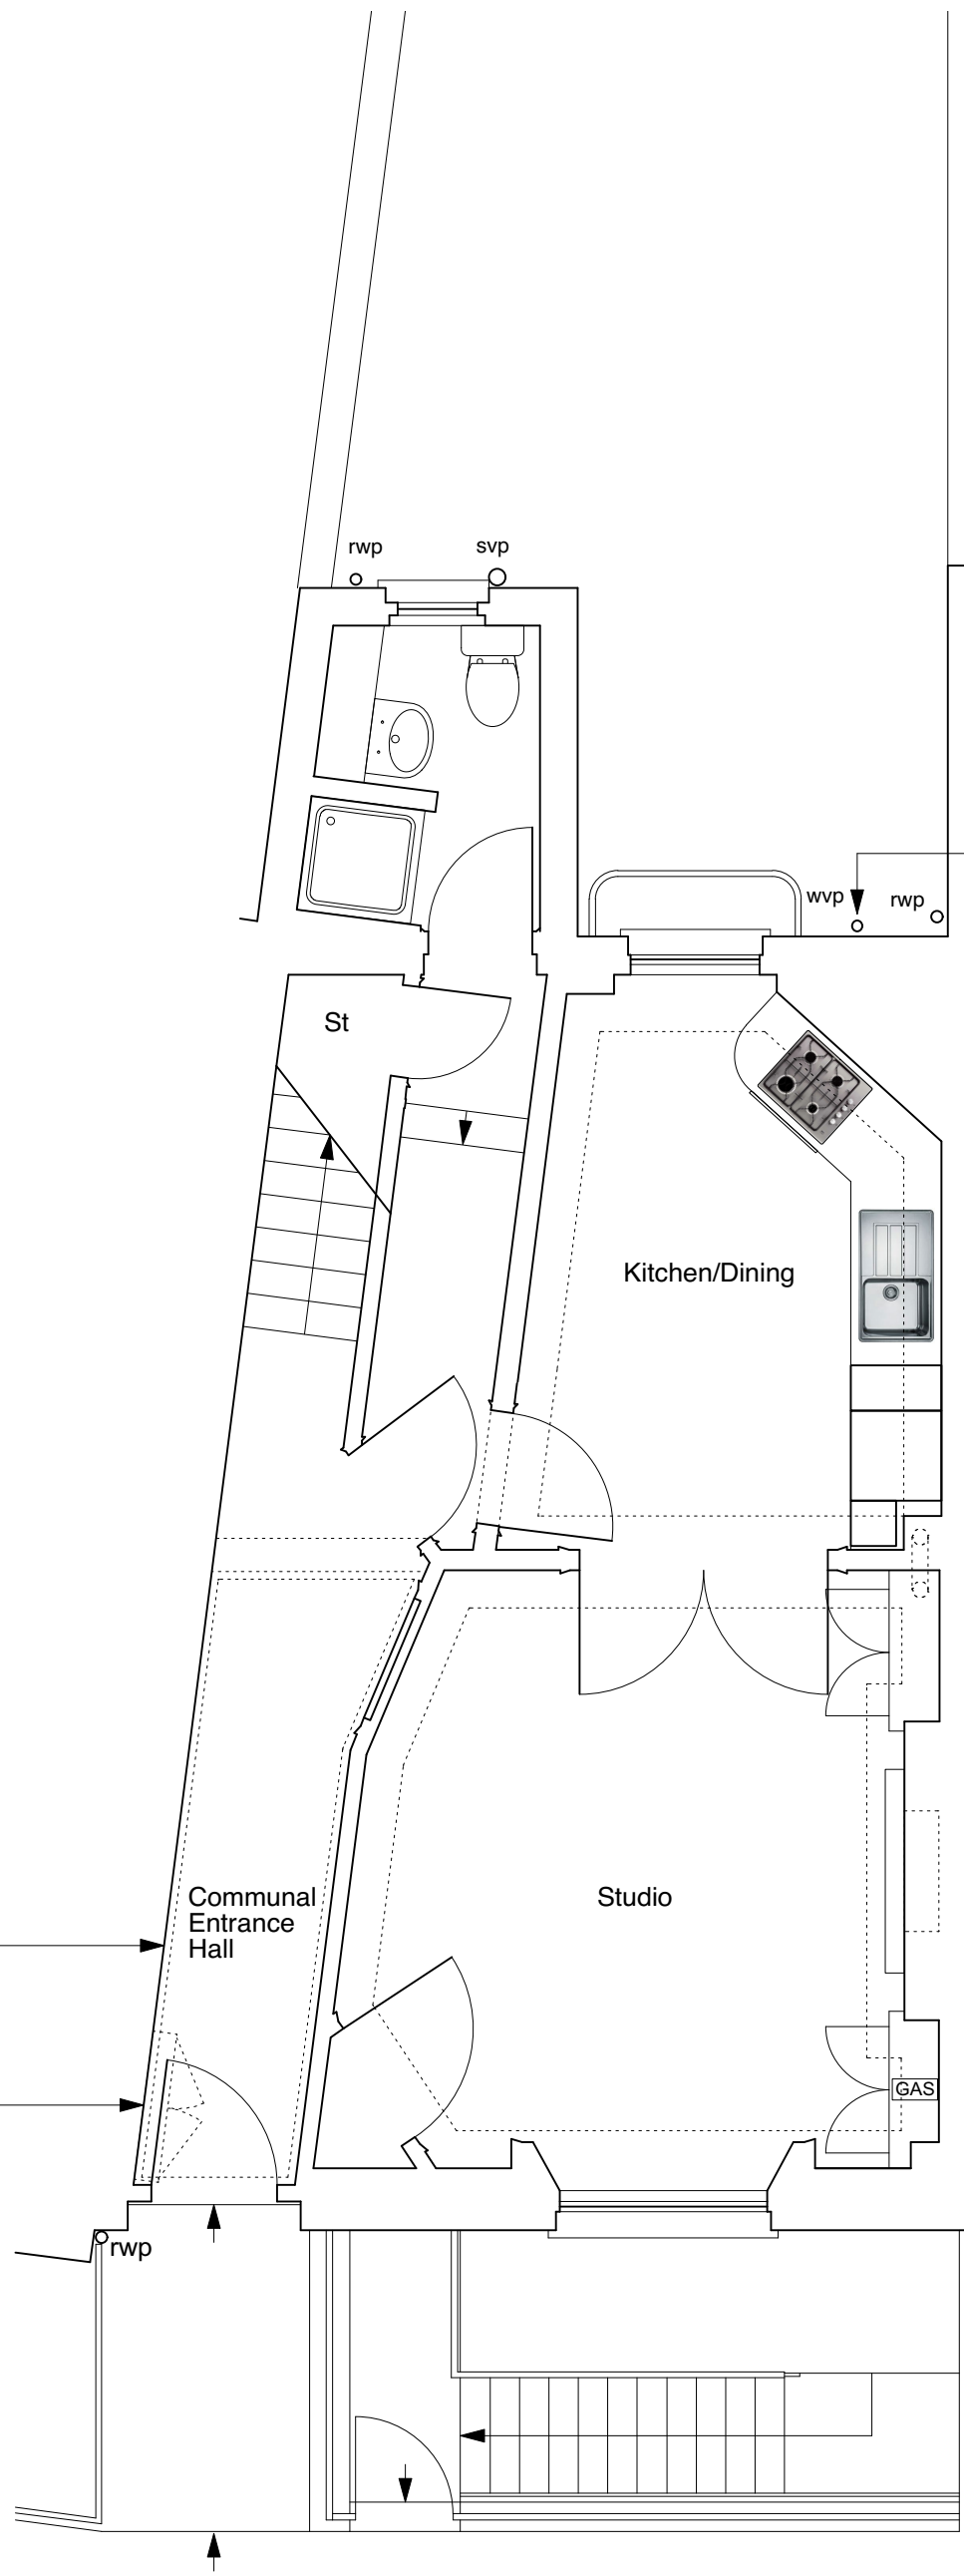 rwp
svp
wvp
rwp
St
Kitchen/Dining
Communal
Entrance
Hall
Studio
GAS
rwp